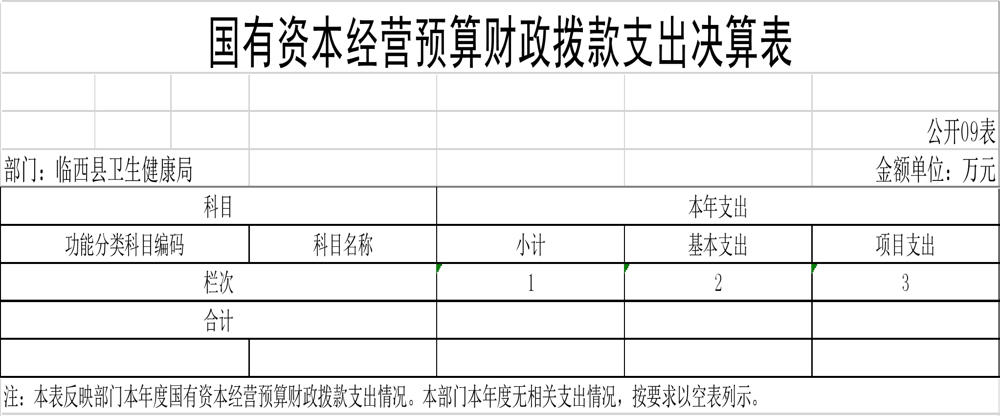 国有资本经营预算财政拨款支出决算表
公开09表
部门：临西县卫生健康局 金额单位：万元
科目 本年支出
功能分类科目编码 科目名称 小计 基本支出 项目支出
栏次 1 2 3
合计
注：本表反映部门本年度国有资本经营预算财政拨款支出情况。本部门本年度无相关支出情况，按要求以空表列示。